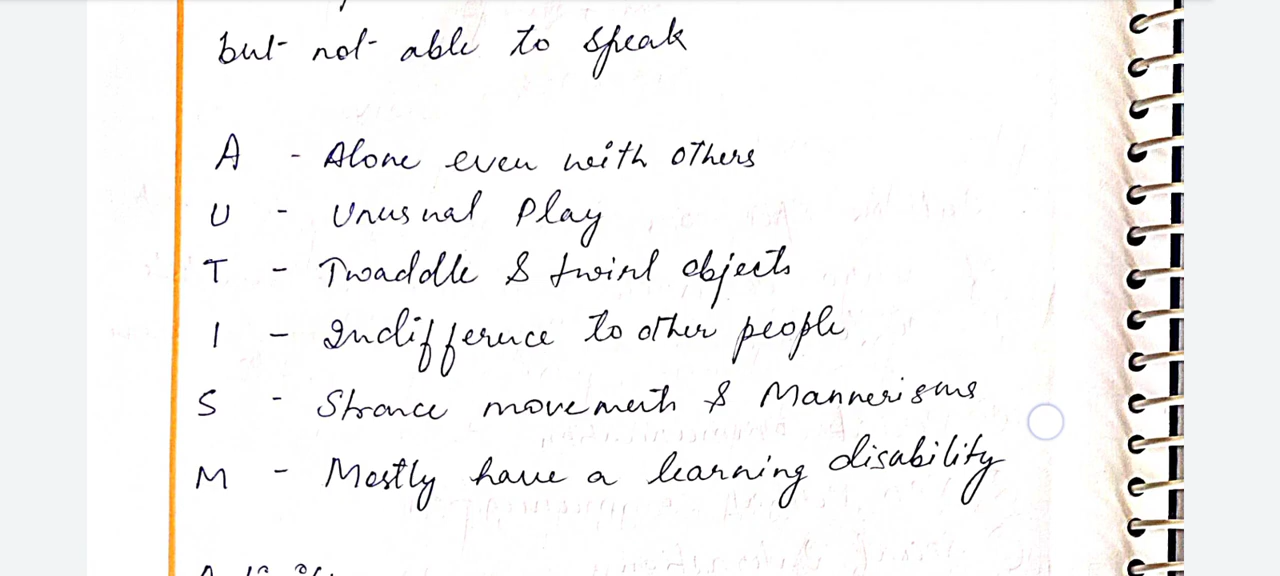 but not able to speak
A - Alone even with others
U - Unusual Play
T - Twaddle & twirl objects
I - Indifference to other people
S - Strance movements & Mannerisms
M - Mostly have a learning disability